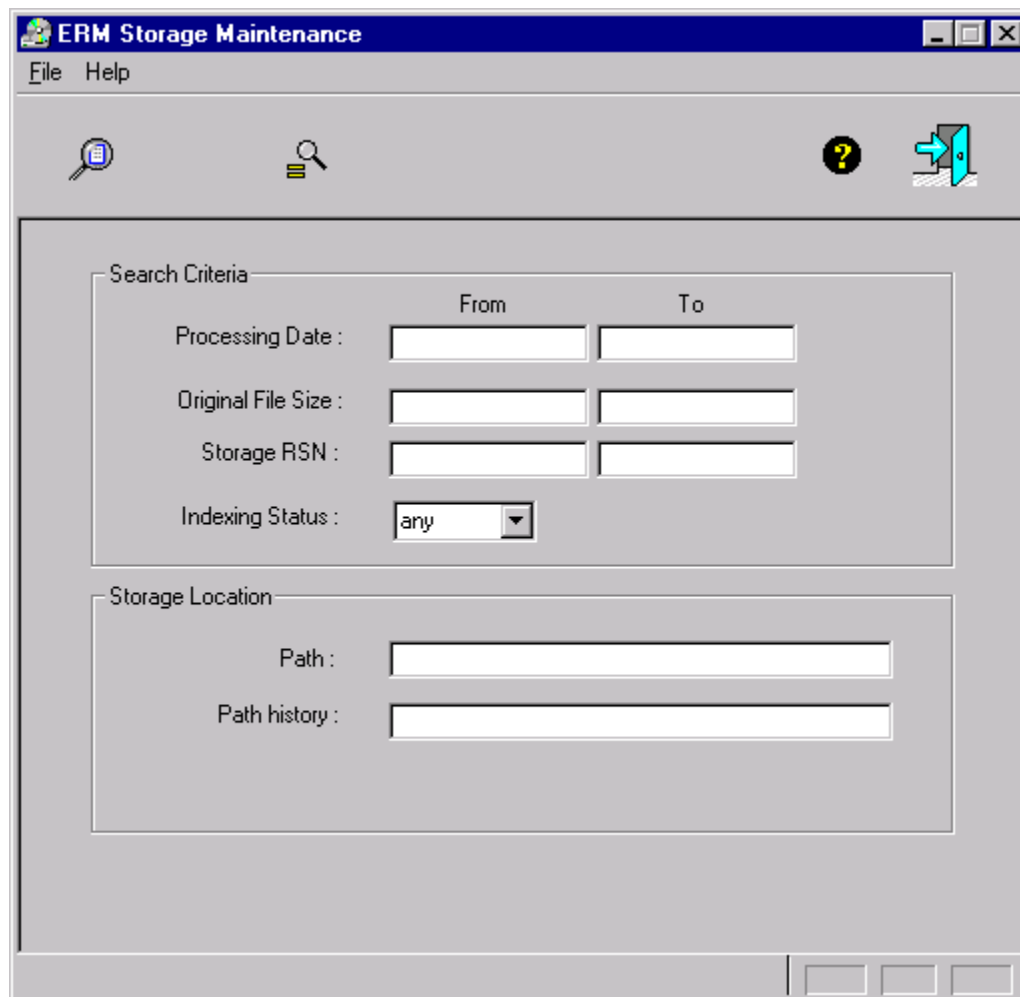 ERM Storage Maintenance
File Help
?
Search Criteria
From To
Processing Date :
Original File Size :
Storage RSN :
Indexing Status : any
Storage Location
Path :
Path history :